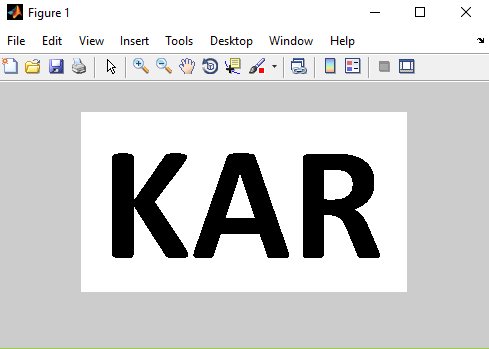 Figure 1
File Edit View Insert Tools Desktop Window Help
KAR